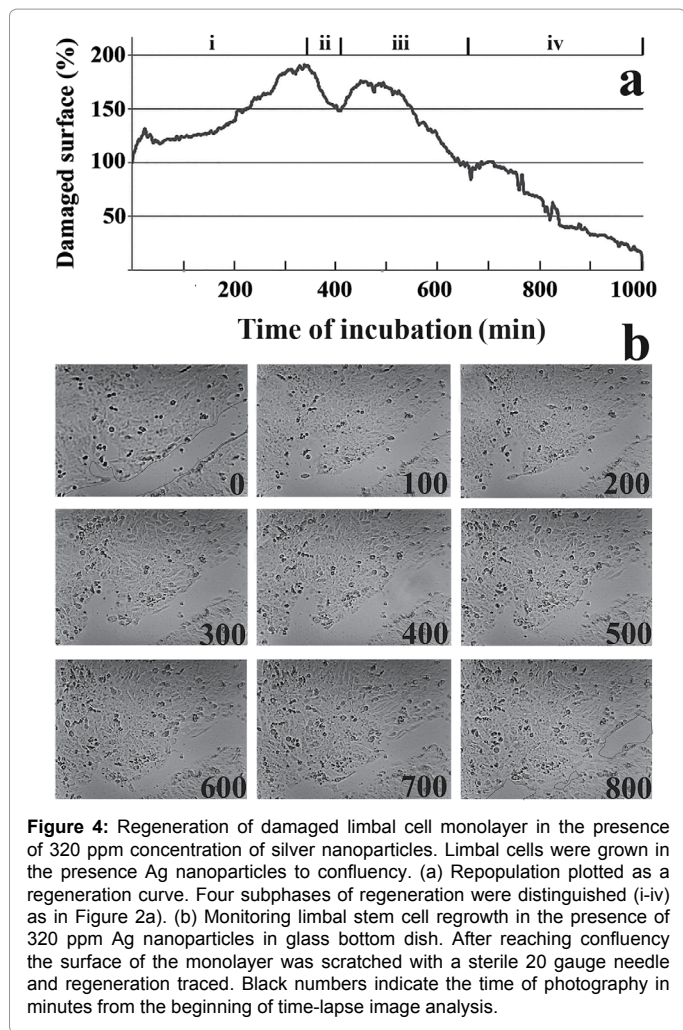 i ii iii iv
a
200
150
100
50
Damaged surface (%)
200 400 600 800 1000
Time of incubation (min)
b
0 100 200
300 400 500
600 700 800
Figure 4: Regeneration of damaged limbal cell monolayer in the presence
of 320 ppm concentration of silver nanoparticles. Limbal cells were grown in
the presence Ag nanoparticles to confluency. (a) Repopulation plotted as a
regeneration curve. Four subphases of regeneration were distinguished (i-iv)
as in Figure 2a). (b) Monitoring limbal stem cell regrowth in the presence of
320 ppm Ag nanoparticles in glass bottom dish. After reaching confluency
the surface of the monolayer was scratched with a sterile 20 gauge needle
and regeneration traced. Black numbers indicate the time of photography in
minutes from the beginning of time-lapse image analysis.